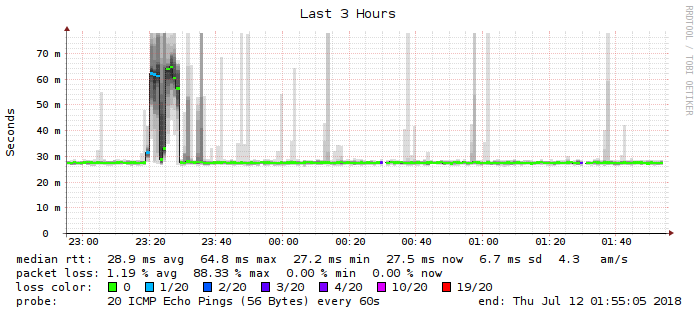 Last 3 Hours
RRDTOOL / TOBI OETIKER
Seconds
70 m
60 m
50 m
40 m
30 m
20 m
10 m
0
23:00 23:20 23:40 00:00 00:20 00:40 01:00 01:20 01:40
median rtt: 28.9 ms avg 64.8 ms max 27.2 ms min 27.5 ms now 6.7 ms sd 4.3 am/s
packet loss: 1.19 % avg 88.33 % max 0.00 % min 0.00 % now
loss color: 0 1/20 2/20 3/20 4/20 10/20 19/20
probe: 20 ICMP Echo Pings (56 Bytes) every 60s end: Thu Jul 12 01:55:05 2018